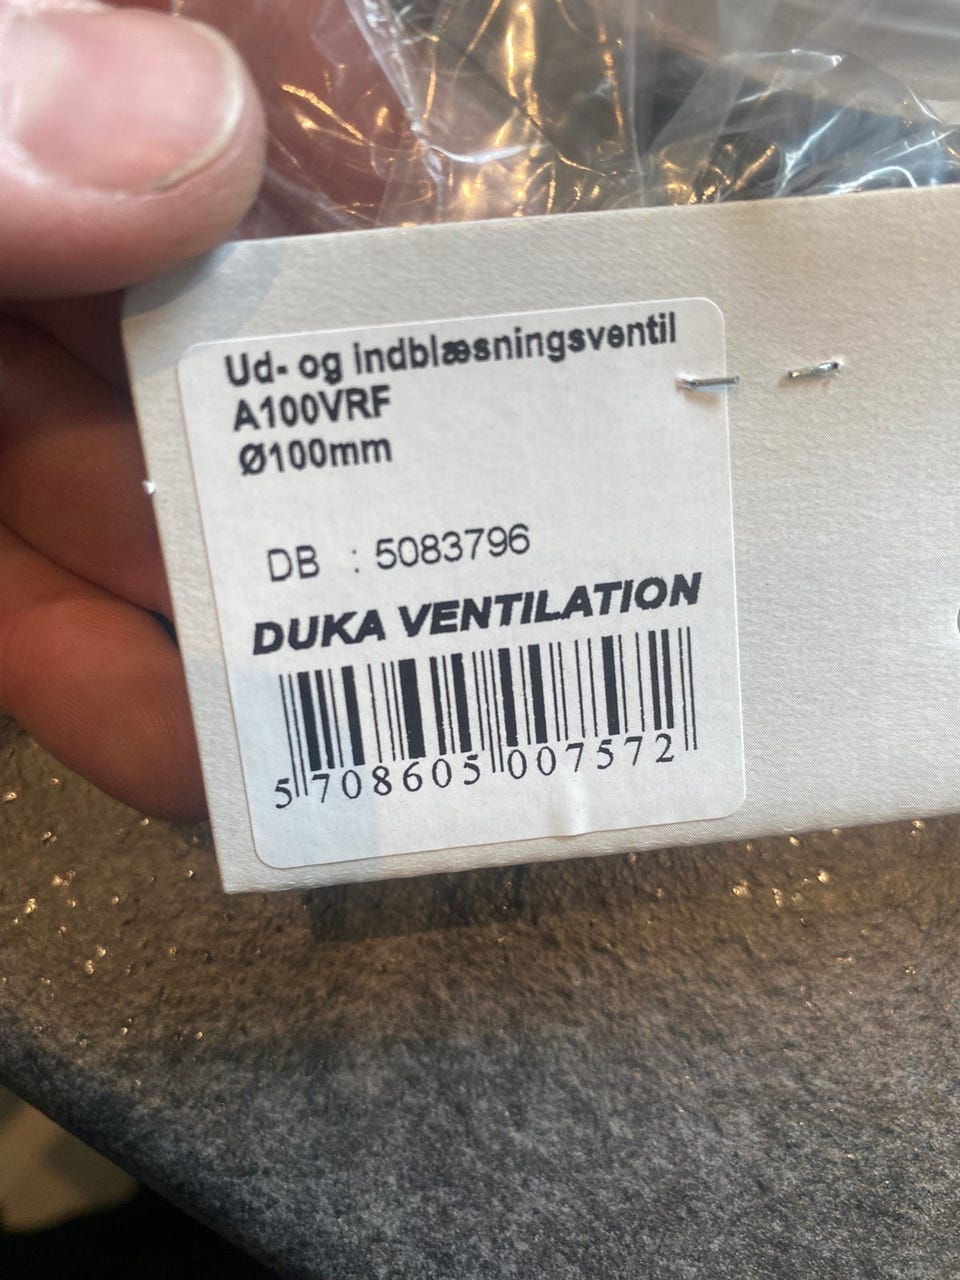 Ud- og indblæsningsventil
A100VRF
Ø100mm
DB : 5083796
DUKA VENTILATION
5 708605 007572